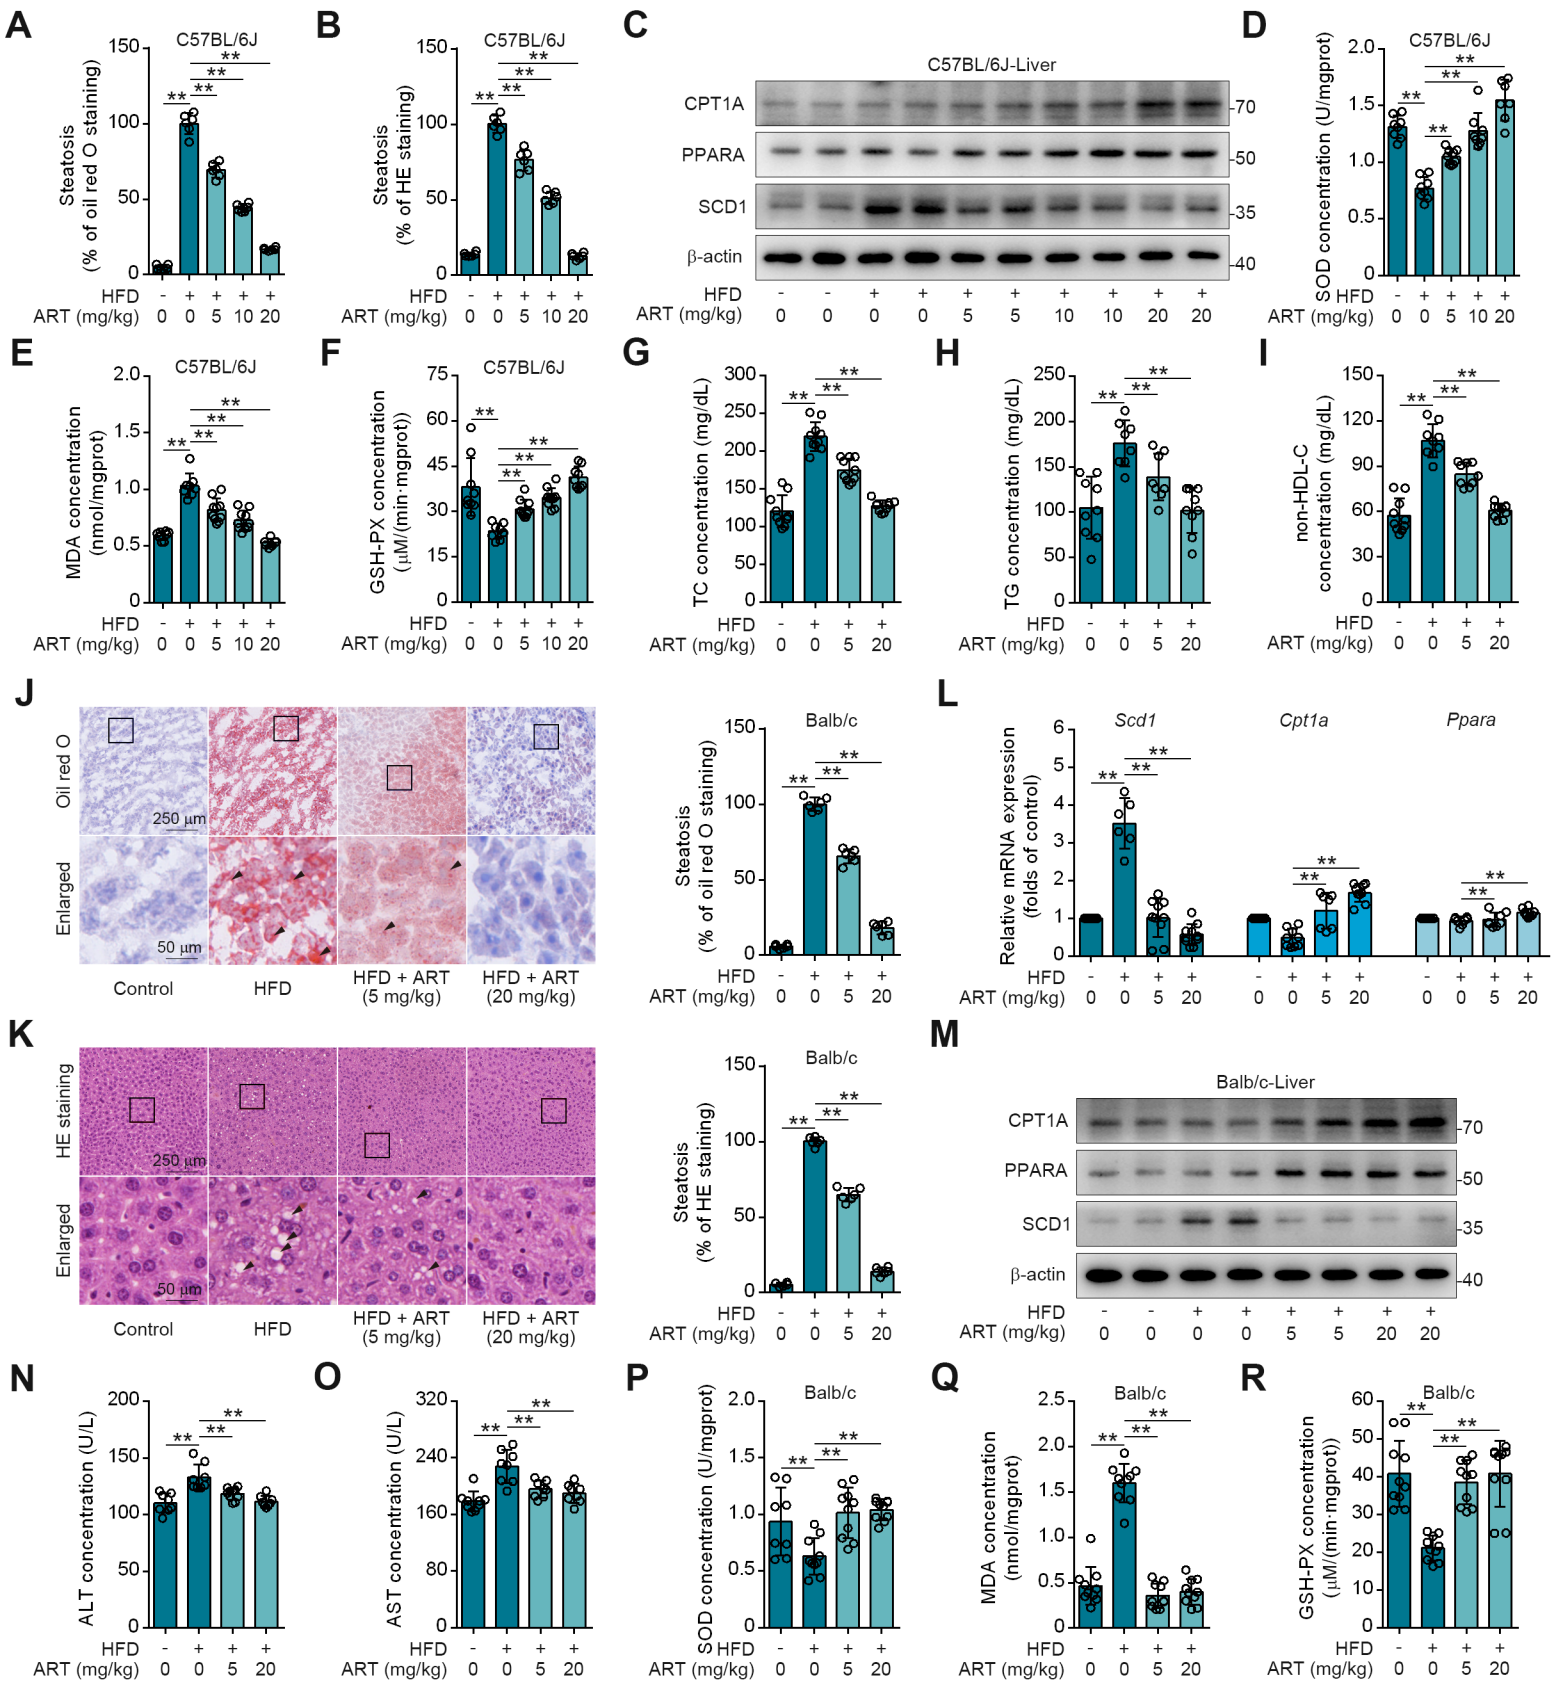 A
C57BL/6J
Steatosis
(% of oil red O staining)
150
100
50
0
**
**
**
**
HFD - + + + +
ART (mg/kg) 0 0 5 10 20
B
C57BL/6J
Steatosis
(% of HE staining)
150
100
50
0
**
**
**
**
HFD - + + + +
ART (mg/kg) 0 0 5 10 20
C
C57BL/6J-Liver
CPT1A -70
PPARA -50
SCD1 -35
β-actin -40
HFD - - + + + + + + + +
ART (mg/kg) 0 0 0 0 5 5 10 10 20 20
D
C57BL/6J
SOD concentration (U/mgprot)
2.0
1.5
1.0
0.5
0
**
**
**
**
HFD - + + + +
ART (mg/kg) 0 0 5 10 20
E
C57BL/6J
MDA concentration
(nmol/mgprot)
2.0
1.5
1.0
0.5
0
**
**
**
**
HFD - + + + +
ART (mg/kg) 0 0 5 10 20
F
C57BL/6J
GSH-PX concentration
(μM/(min·mgprot))
75
60
45
30
15
0
**
**
**
**
HFD - + + + +
ART (mg/kg) 0 0 5 10 20
G
TC concentration (mg/dL)
300
250
200
150
100
50
0
**
**
**
HFD - + + +
ART (mg/kg) 0 0 5 20
H
TG concentration (mg/dL)
250
200
150
100
50
0
**
**
**
HFD - + + +
ART (mg/kg) 0 0 5 20
I
non-HDL-C
concentration (mg/dL)
150
120
90
60
30
0
**
**
**
HFD - + + +
ART (mg/kg) 0 0 5 20
J
Oil red O
250 μm
Enlarged
50 μm
Control
HFD
HFD + ART
(5 mg/kg)
HFD + ART
(20 mg/kg)
Balb/c
Steatosis
(% of oil red O staining)
150
100
50
0
**
**
**
HFD - + + +
ART (mg/kg) 0 0 5 20
L
Scd1 Cpt1a Ppara
Relative mRNA expression
(folds of control)
6
5
4
3
2
1
0
**
**
**
**
**
**
**
HFD - + + + - + + + - + + +
ART (mg/kg) 0 0 5 20 0 0 5 20 0 0 5 20
K
HE staining
250 μm
Enlarged
50 μm
Control
HFD
HFD + ART
(5 mg/kg)
HFD + ART
(20 mg/kg)
Balb/c
Steatosis
(% of HE staining)
150
100
50
0
**
**
**
HFD - + + +
ART (mg/kg) 0 0 5 20
M
Balb/c-Liver
CPT1A -70
PPARA -50
SCD1 -35
β-actin -40
HFD - - + + + + + +
ART (mg/kg) 0 0 0 0 5 5 20 20
N
ALT concentration (U/L)
200
150
100
50
0
**
**
**
HFD - + + +
ART (mg/kg) 0 0 5 20
O
AST concentration (U/L)
320
240
160
80
0
**
**
**
HFD - + + +
ART (mg/kg) 0 0 5 20
P
Balb/c
SOD concentration (U/mgprot)
2.0
1.5
1.0
0.5
0
**
**
**
HFD - + + +
ART (mg/kg) 0 0 5 20
Q
Balb/c
MDA concentration
(nmol/mgprot)
2.5
2.0
1.5
1.0
0.5
0
**
**
**
HFD - + + +
ART (mg/kg) 0 0 5 20
R
Balb/c
GSH-PX concentration
(μM/(min·mgprot))
60
50
40
30
20
10
0
**
**
**
HFD - + + +
ART (mg/kg) 0 0 5 20